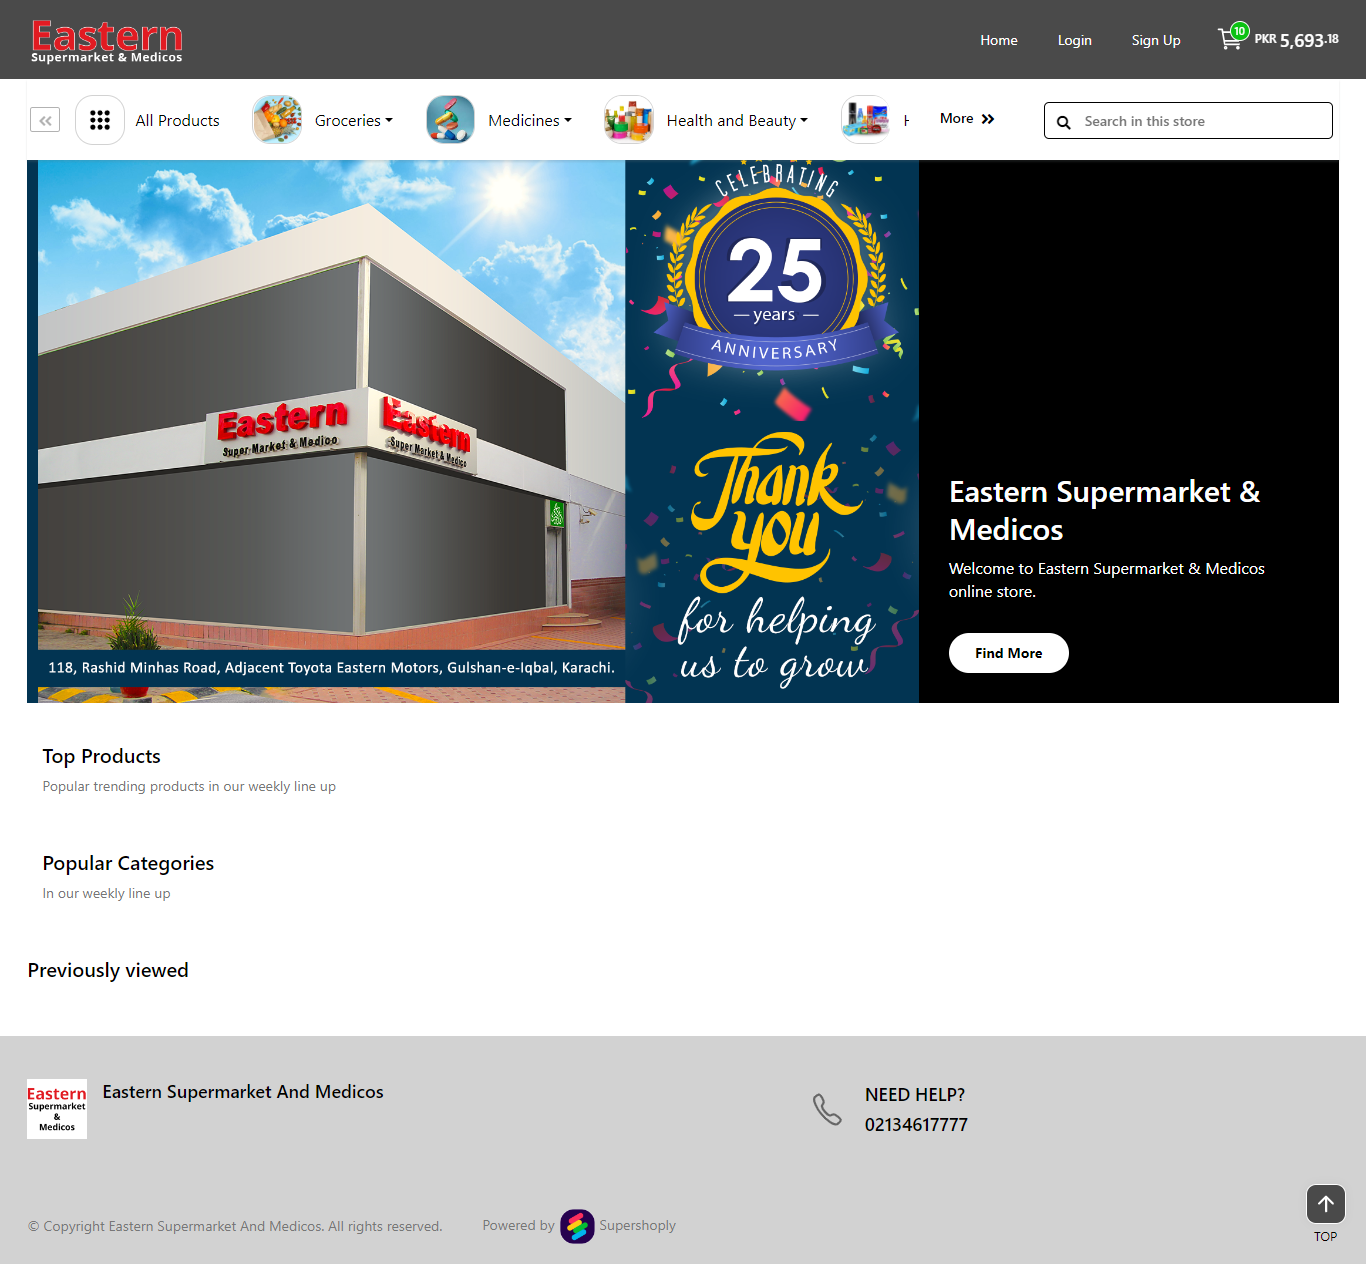 Eastern
Supermarket & Medicos
Home
Login
Sign Up
10
PKR 5,693.18
All Products
Groceries
Medicines
Health and Beauty
More
Search in this store
Eastern
Super Market & Medico
Eastern
Super Market & Medico
118, Rashid Minhas Road, Adjacent Toyota Eastern Motors, Gulshan-e-Iqbal, Karachi.
CELEBRATING
25
years
ANNIVERSARY
Thank
you
for helping
us to grow
Eastern Supermarket &
Medicos
Welcome to Eastern Supermarket & Medicos
online store.
Find More
Top Products
Popular trending products in our weekly line up
Popular Categories
In our weekly line up
Previously viewed
Eastern
Supermarket
&
Medicos
Eastern Supermarket And Medicos
NEED HELP?
02134617777
© Copyright Eastern Supermarket And Medicos. All rights reserved.
Powered by Supershoply
TOP